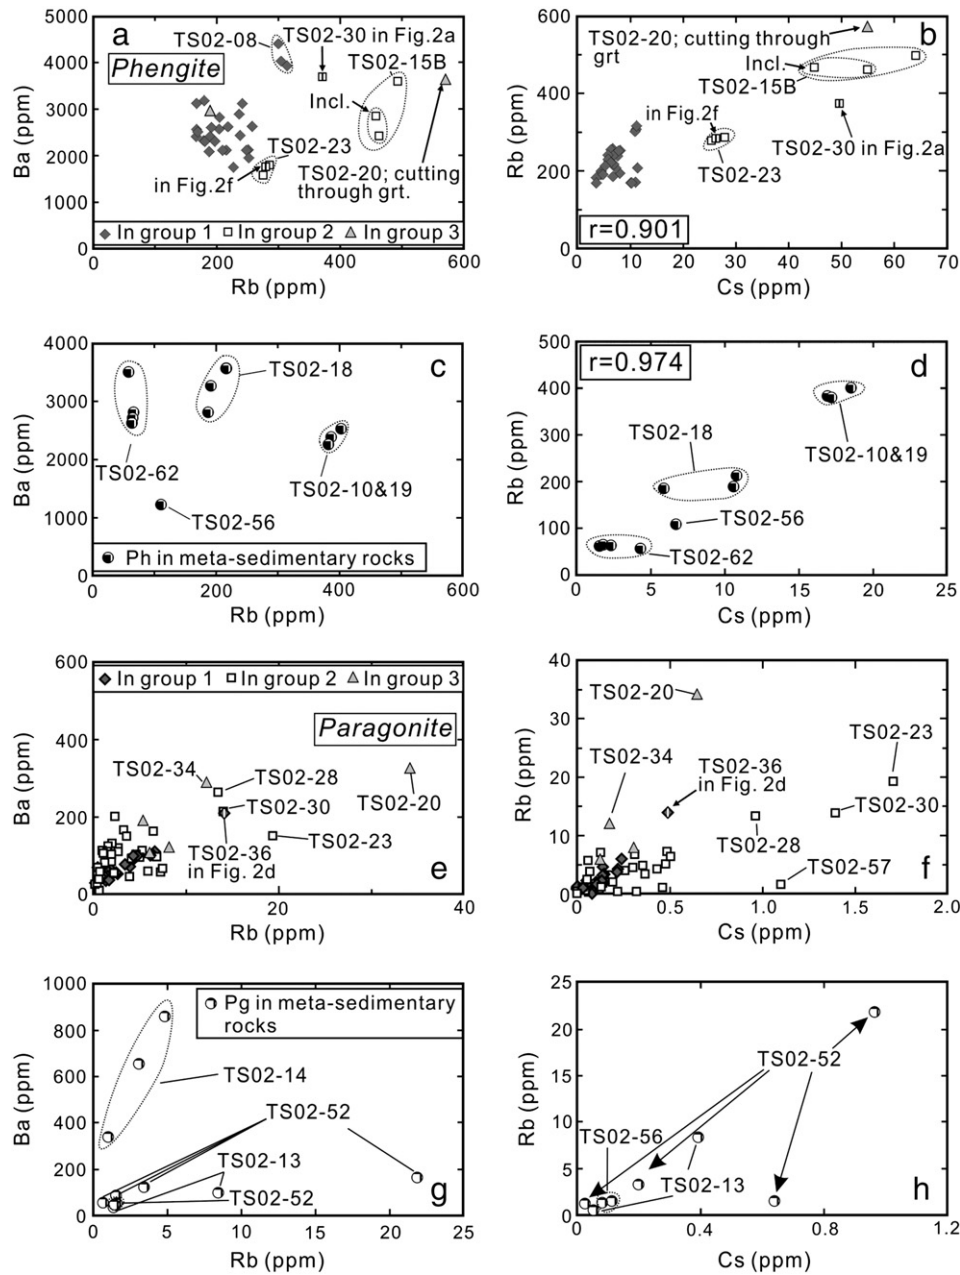 a
Phengite
TS02-08
TS02-30 in Fig.2a
TS02-15B
Incl.
TS02-23
in Fig.2f
TS02-20; cutting
through grt.
In group 1 In group 2 In group 3
5000
4000
3000
2000
1000
0
Ba (ppm)
0 200 400 600
Rb (ppm)
b
TS02-20; cutting through
grt
Incl.
TS02-15B
in Fig.2f
TS02-30 in Fig.2a
TS02-23
r=0.901
600
400
200
0
Rb (ppm)
0 10 20 30 40 50 60 70
Cs (ppm)
c
TS02-18
TS02-62
TS02-10&19
TS02-56
Ph in meta-sedimentary rocks
4000
3000
2000
1000
0
Ba (ppm)
0 200 400 600
Rb (ppm)
d
r=0.974
TS02-18
TS02-10&19
TS02-56
TS02-62
500
400
300
200
100
0
Rb (ppm)
0 5 10 15 20 25
Cs (ppm)
In group 1 In group 2 In group 3
Paragonite
TS02-34
TS02-28
TS02-30
TS02-20
TS02-23
TS02-36
in Fig. 2d
e
600
400
200
0
Ba (ppm)
0 20 40
Rb (ppm)
TS02-20
TS02-23
TS02-34
TS02-36
in Fig. 2d
TS02-30
TS02-28
TS02-57
f
40
30
20
10
0
Rb (ppm)
0 0.5 1.0 1.5 2.0
Cs (ppm)
Pg in meta-sedimentary
rocks
TS02-14
TS02-52
TS02-13
TS02-52
g
1000
800
600
400
200
0
Ba (ppm)
0 5 10 15 20 25
Rb (ppm)
TS02-52
TS02-56
TS02-13
h
25
20
15
10
5
0
Rb (ppm)
0 0.4 0.8 1.2
Cs (ppm)